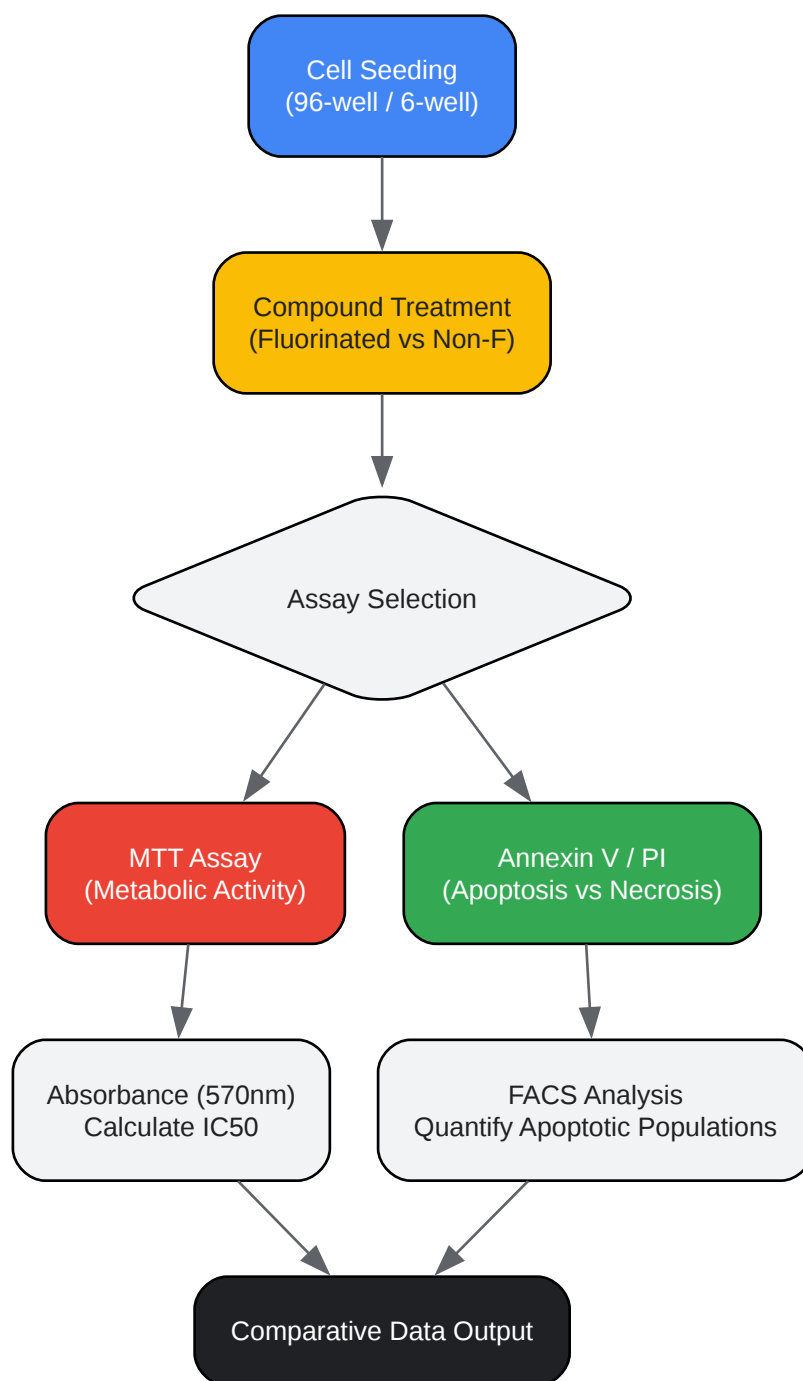 Cell Seeding
(96-well / 6-well)
Compound Treatment
(Fluorinated vs Non-F)
Assay Selection
MTT Assay
(Metabolic Activity)
Annexin V / PI
(Apoptosis vs Necrosis)
Absorbance (570nm)
Calculate IC50
FACS Analysis
Quantify Apoptotic Populations
Comparative Data Output